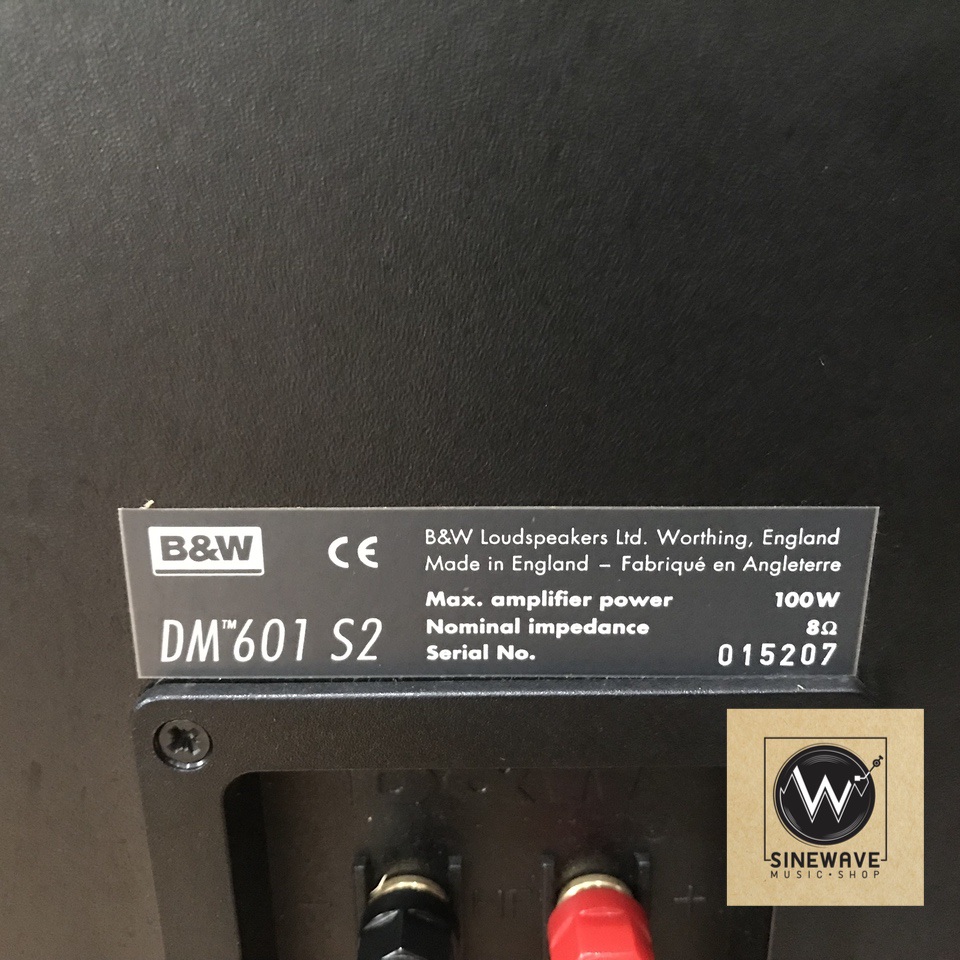 B&W
CE
DM™601 S2
B&W Loudspeakers Ltd. Worthing, England
Made in England – Fabriqué en Angleterre
Max. amplifier power 100W
Nominal impedance 8Ω
Serial No. 015207
- +
W
SINEWAVE
MUSIC·SHOP